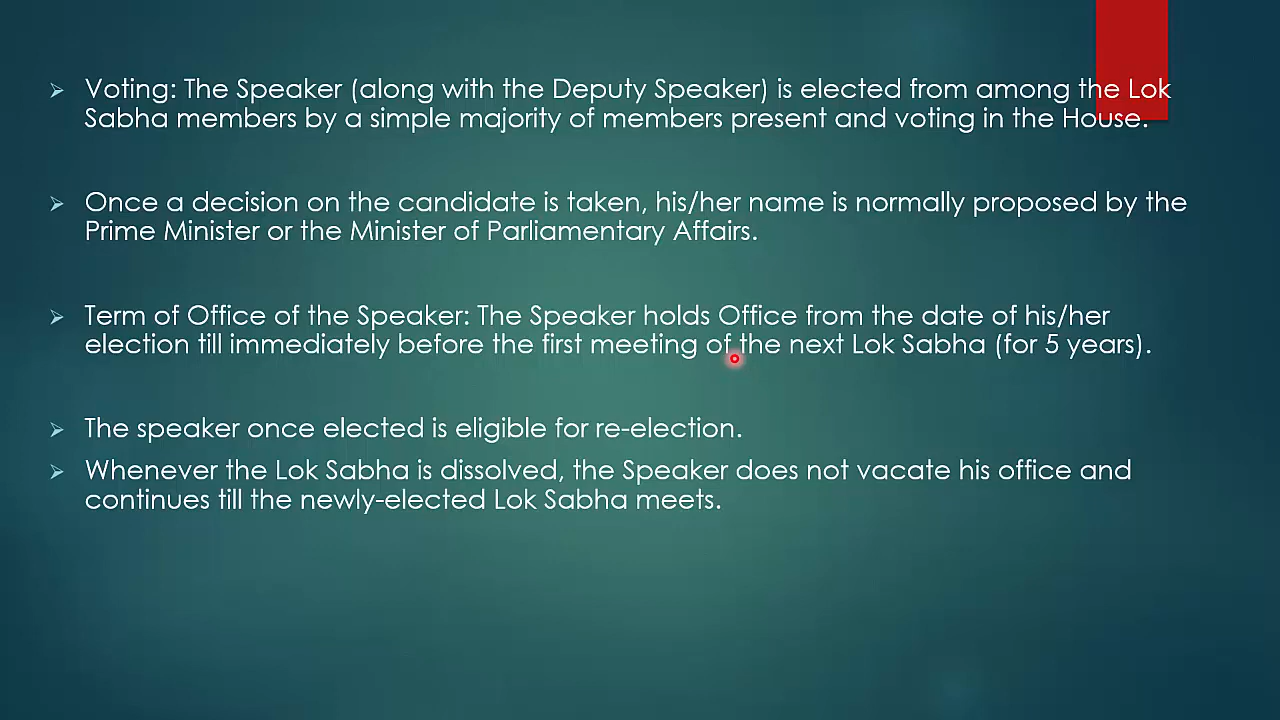 Voting: The Speaker (along with the Deputy Speaker) is elected from among the Lok
Sabha members by a simple majority of members present and voting in the House.
Once a decision on the candidate is taken, his/her name is normally proposed by the
Prime Minister or the Minister of Parliamentary Affairs.
Term of Office of the Speaker: The Speaker holds Office from the date of his/her
election till immediately before the first meeting of the next Lok Sabha (for 5 years).
The speaker once elected is eligible for re-election.
Whenever the Lok Sabha is dissolved, the Speaker does not vacate his office and
continues till the newly-elected Lok Sabha meets.